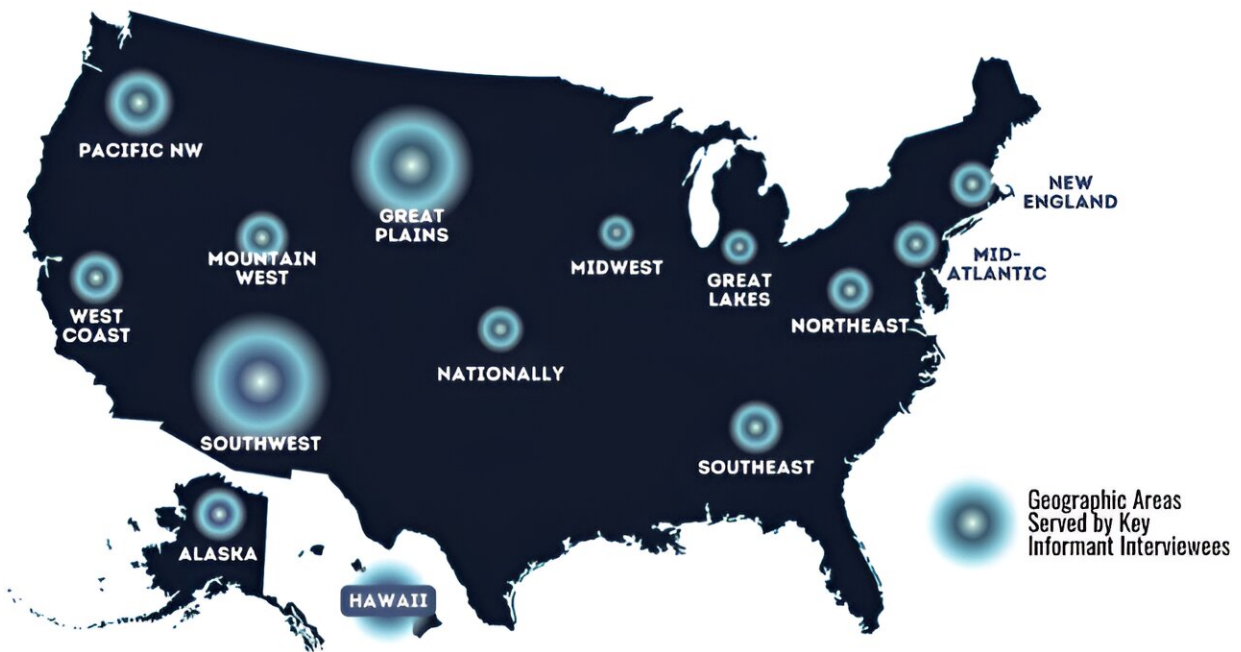 PACIFIC NW
GREAT
PLAINS
NEW
ENGLAND
MOUNTAIN
WEST
MIDWEST
GREAT
LAKES
MID-
ATLANTIC
WEST
COAST
NORTHEAST
NATIONALLY
SOUTHWEST
SOUTHEAST
ALASKA
HAWAII
Geographic Areas
Served by Key
Informant Interviewees